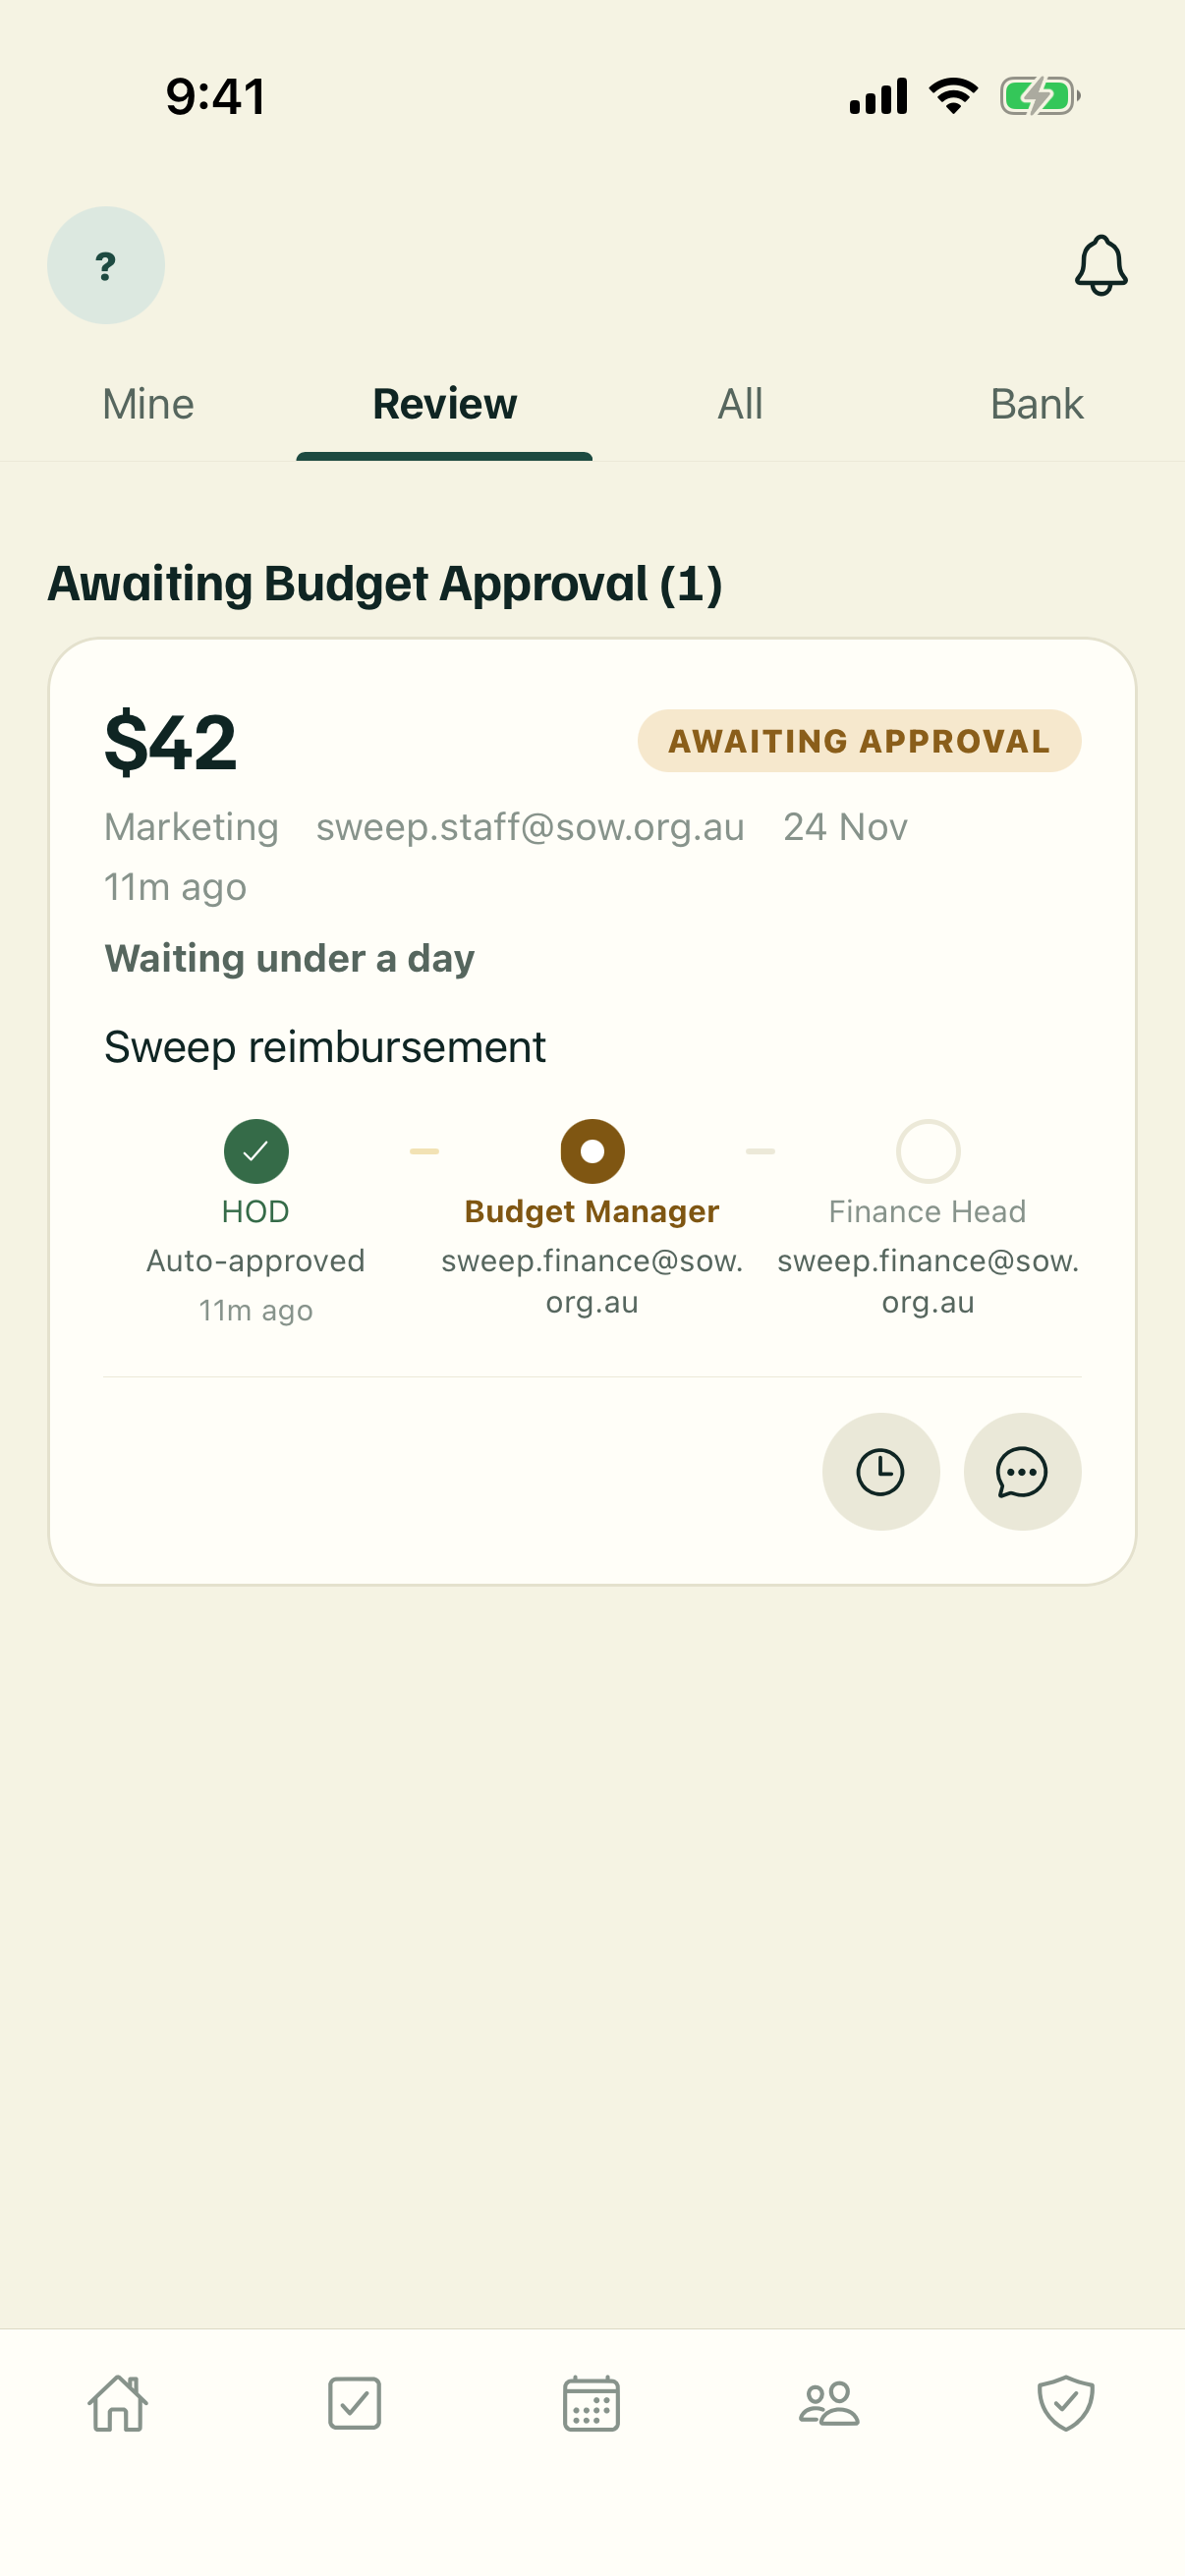 9:41
?
Mine Review All Bank
Awaiting Budget Approval (1)
$42 AWAITING APPROVAL
Marketing sweep.staff@sow.org.au 24 Nov
11m ago
Waiting under a day
Sweep reimbursement
HOD Budget Manager Finance Head
Auto-approved sweep.finance@sow. sweep.finance@sow.
11m ago org.au org.au